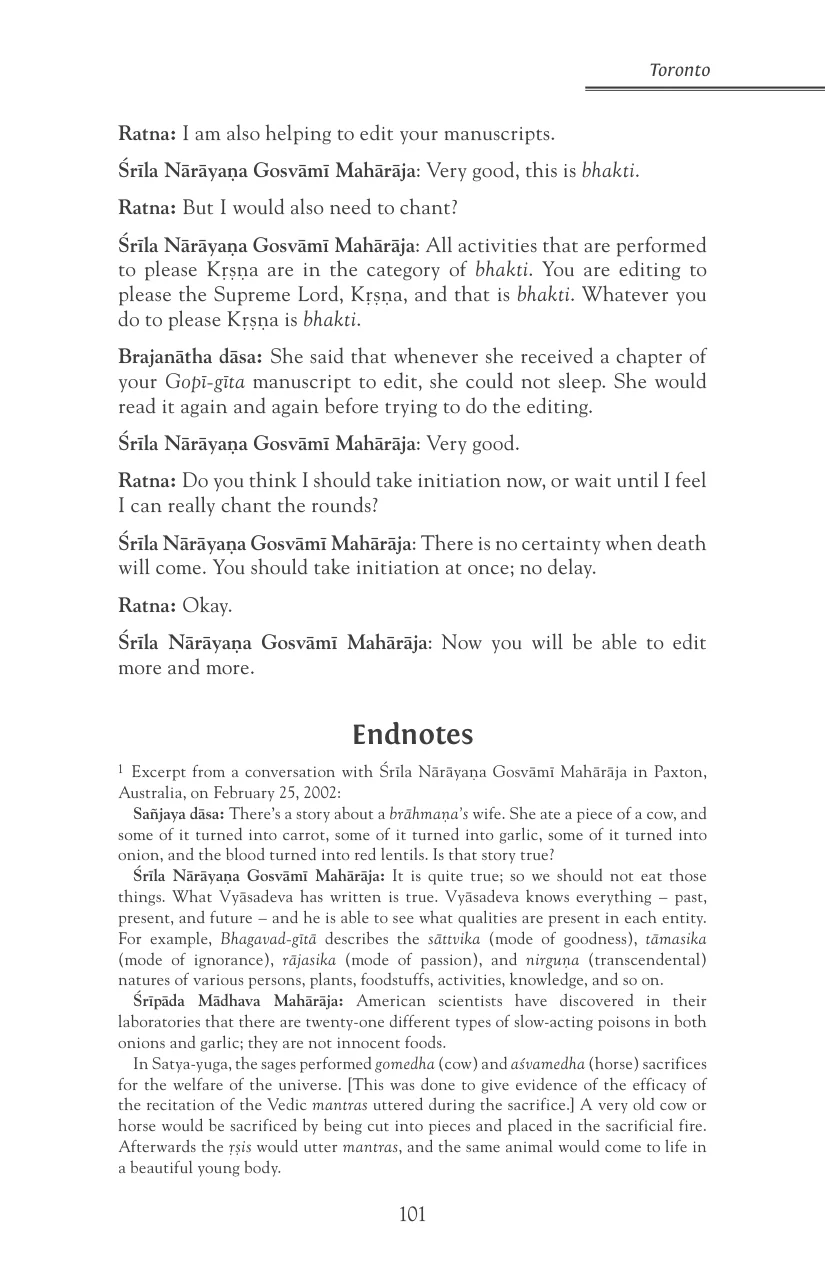 Toronto
Ratna: I am also helping to edit your manuscripts.
Śrīla Nārāyaṇa Gosvāmī Mahārāja: Very good, this is bhakti.
Ratna: But I would also need to chant?
Śrīla Nārāyaṇa Gosvāmī Mahārāja: All activities that are performed
to please Kṛṣṇa are in the category of bhakti. You are editing to
please the Supreme Lord, Kṛṣṇa, and that is bhakti. Whatever you
do to please Kṛṣṇa is bhakti.
Brajanātha dāsa: She said that whenever she received a chapter of
your Gopī-gīta manuscript to edit, she could not sleep. She would
read it again and again before trying to do the editing.
Śrīla Nārāyaṇa Gosvāmī Mahārāja: Very good.
Ratna: Do you think I should take initiation now, or wait until I feel
I can really chant the rounds?
Śrīla Nārāyaṇa Gosvāmī Mahārāja: There is no certainty when death
will come. You should take initiation at once; no delay.
Ratna: Okay.
Śrīla Nārāyaṇa Gosvāmī Mahārāja: Now you will be able to edit
more and more.
Endnotes
1 Excerpt from a conversation with Śrīla Nārāyaṇa Gosvāmī Mahārāja in Paxton,
Australia, on February 25, 2002:
Sañjaya dāsa: There's a story about a brāhmaṇa's wife. She ate a piece of a cow, and
some of it turned into carrot, some of it turned into garlic, some of it turned into
onion, and the blood turned into red lentils. Is that story true?
Śrīla Nārāyaṇa Gosvāmī Mahārāja: It is quite true; so we should not eat those
things. What Vyāsadeva has written is true. Vyāsadeva knows everything – past,
present, and future – and he is able to see what qualities are present in each entity.
For example, Bhagavad-gītā describes the sāttvika (mode of goodness), tāmasika
(mode of ignorance), rājasika (mode of passion), and nirguṇa (transcendental)
natures of various persons, plants, foodstuffs, activities, knowledge, and so on.
Śrīpāda Mādhava Mahārāja: American scientists have discovered in their
laboratories that there are twenty-one different types of slow-acting poisons in both
onions and garlic; they are not innocent foods.
In Satya-yuga, the sages performed gomedha (cow) and aśvamedha (horse) sacrifices
for the welfare of the universe. [This was done to give evidence of the efficacy of
the recitation of the Vedic mantras uttered during the sacrifice.] A very old cow or
horse would be sacrificed by being cut into pieces and placed in the sacrificial fire.
Afterwards the ṛṣis would utter mantras, and the same animal would come to life in
a beautiful young body.
101